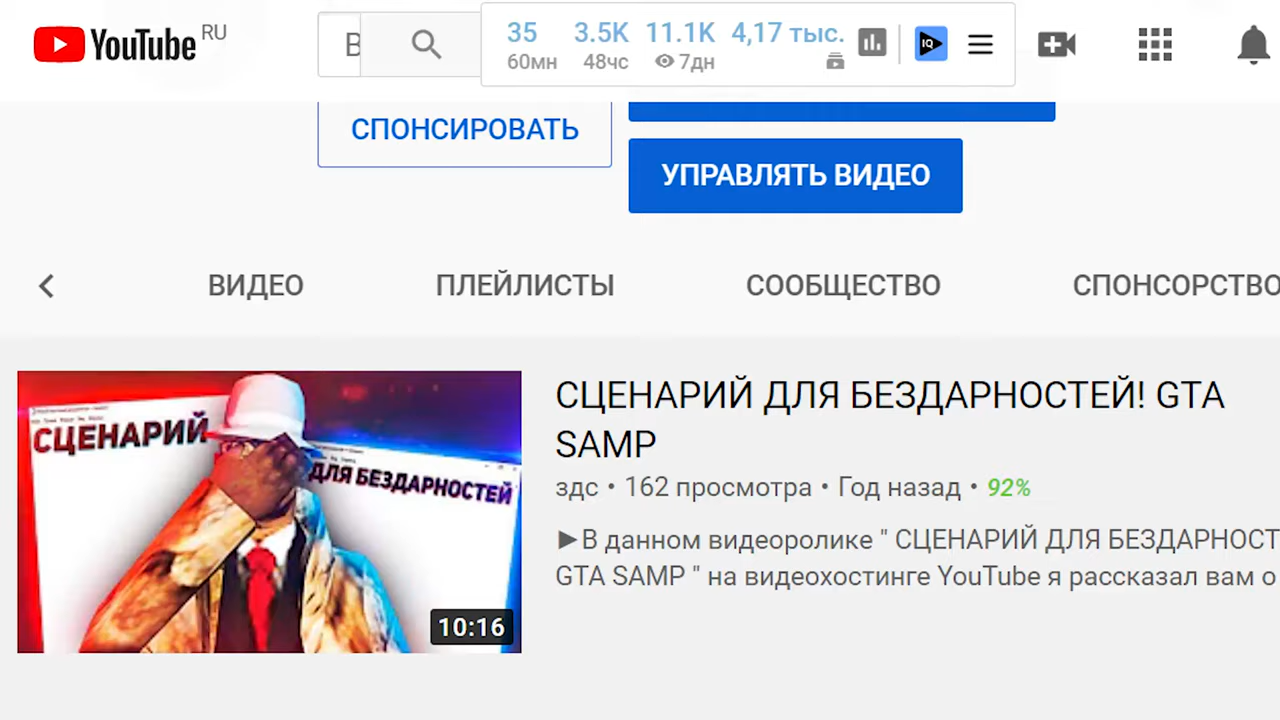 YouTube RU
В
35 3.5K 11.1K 4,17 тыс.
60мн 48чс 7дн
IQ
СПОНСИРОВАТЬ
УПРАВЛЯТЬ ВИДЕО
ВИДЕО ПЛЕЙЛИСТЫ СООБЩЕСТВО СПОНСОРСТВО
СЦЕНАРИЙ
ДЛЯ БЕЗДАРНОСТЕЙ
10:16
СЦЕНАРИЙ ДЛЯ БЕЗДАРНОСТЕЙ! GTA
SAMP
здс • 162 просмотра • Год назад • 92%
►В данном видеоролике " СЦЕНАРИЙ ДЛЯ БЕЗДАРНОСТ
GTA SAMP " на видеохостинге YouTube я рассказал вам о